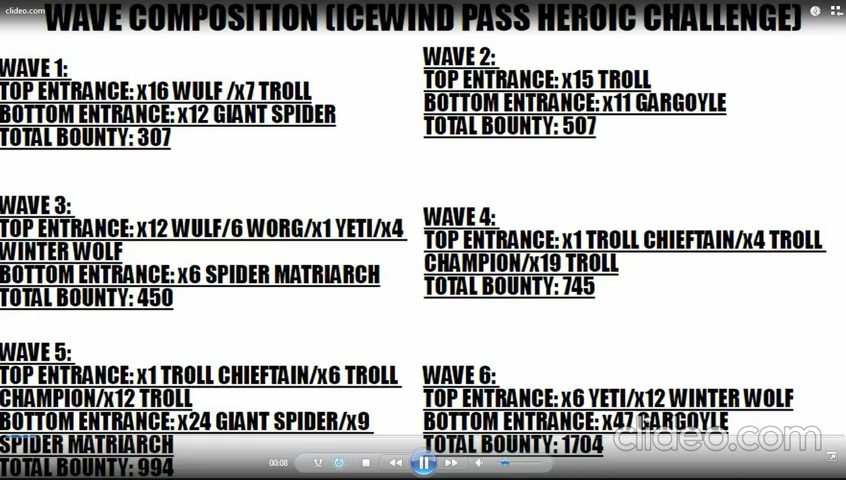 clideo.com
WAVE COMPOSITION (ICEWIND PASS HEROIC CHALLENGE)
WAVE 1:
TOP ENTRANCE: x16 WULF /x7 TROLL
BOTTOM ENTRANCE: x12 GIANT SPIDER
TOTAL BOUNTY: 307
WAVE 2:
TOP ENTRANCE: x15 TROLL
BOTTOM ENTRANCE: x11 GARGOYLE
TOTAL BOUNTY: 507
WAVE 3:
TOP ENTRANCE: x12 WULF/6 WORG/x1 YETI/x4
WINTER WOLF
BOTTOM ENTRANCE: x6 SPIDER MATRIARCH
TOTAL BOUNTY: 450
WAVE 4:
TOP ENTRANCE: x1 TROLL CHIEFTAIN/x4 TROLL
CHAMPION/x19 TROLL
TOTAL BOUNTY: 745
WAVE 5:
TOP ENTRANCE: x1 TROLL CHIEFTAIN/x6 TROLL
CHAMPION/x12 TROLL
BOTTOM ENTRANCE: x24 GIANT SPIDER/x9
SPIDER MATRIARCH
TOTAL BOUNTY: 994
WAVE 6:
TOP ENTRANCE: x6 YETI/x12 WINTER WOLF
BOTTOM ENTRANCE: x47 GARGOYLE
TOTAL BOUNTY: 1704
clideo.com
00:08